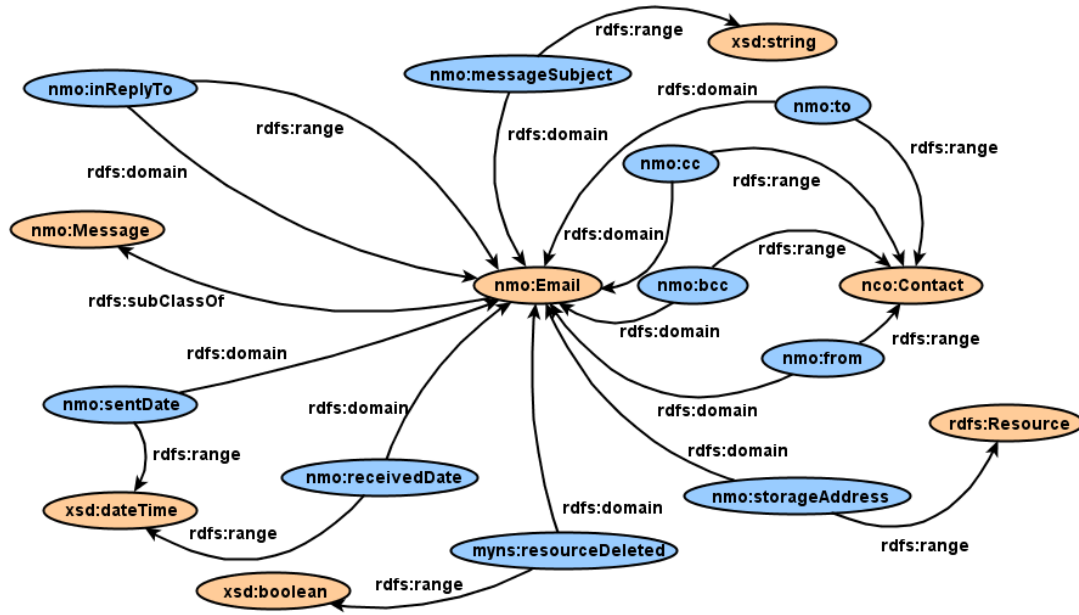 rdfs:range
xsd:string
nmo:messageSubject
nmo:inReplyTo
rdfs:domain
nmo:to
rdfs:range
rdfs:domain
nmo:cc
rdfs:range
rdfs:range
rdfs:domain
nmo:Message
rdfs:domain
rdfs:range
nmo:Email
nmo:bcc
nco:Contact
rdfs:subClassOf
rdfs:domain
rdfs:range
rdfs:domain
nmo:from
nmo:sentDate
rdfs:domain
rdfs:domain
rdfs:Resource
rdfs:range
rdfs:domain
nmo:receivedDate
nmo:storageAddress
xsd:dateTime
rdfs:domain
rdfs:range
myns:resourceDeleted
rdfs:range
rdfs:range
xsd:boolean